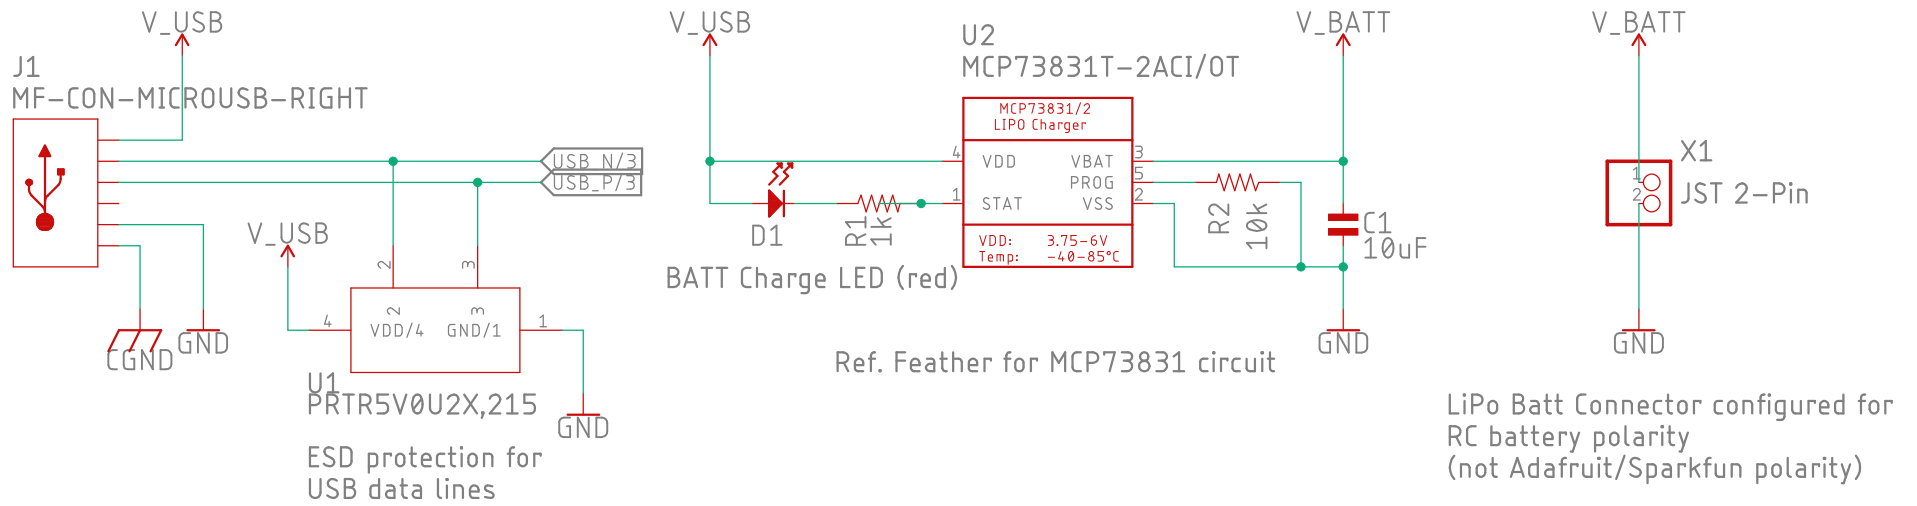 V_USB
J1
MF-CON-MICROUSB-RIGHT
USB_N/3
USB_P/3
V_USB
2
3
4
2
3
VDD/4
GND/1
1
CGND
GND
U1
PRTR5V0U2X,215
GND
ESD protection for
USB data lines
V_USB
U2
MCP73831T-2ACI/OT
MCP73831/2
LIPO Charger
4
VDD
VBAT
3
PROG
5
1
STAT
VSS
2
VDD: 3.75-6V
Temp: -40-85°C
D1
R1
1k
BATT Charge LED (red)
R2
10k
V_BATT
C1
10uF
GND
Ref. Feather for MCP73831 circuit
V_BATT
X1
1
2
JST 2-Pin
GND
LiPo Batt Connector configured for
RC battery polarity
(not Adafruit/Sparkfun polarity)